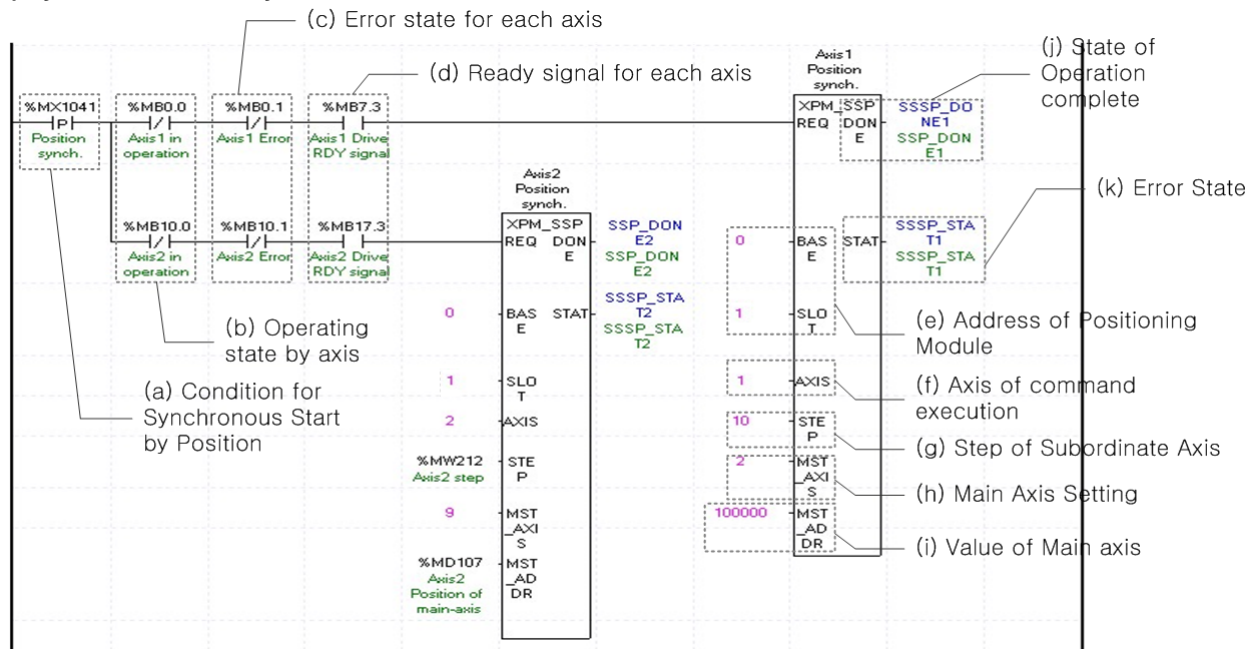 (c) Error state for each axis
(d) Ready signal for each axis
(j) State of
Operation
complete
%MX1041
P
Position
synch.
%MB0.0
Axis1 in
operation
%MB0.1
Axis1 Error
%MB7.3
Axis1 Drive
RDY signal
Axis1
Position
synch.
XPM_SSP
REQ DON
E
SSSP_DO
NE1
SSP_DON
E1
%MB10.0
Axis2 in
operation
%MB10.1
Axis2 Error
%MB17.3
Axis2 Drive
RDY signal
Axis2
Position
synch.
XPM_SSP
REQ DON
E
SSP_DON
E2
SSP_DON
E2
0
BAS
E
STAT
SSSP_STA
T1
SSSP_STA
T1
(k) Error State
0
BAS
E
STAT
SSSP_STA
T2
SSSP_STA
T2
1
SLO
T
(e) Address of Positioning
Module
(b) Operating
state by axis
(a) Condition for
Synchronous Start
by Position
1
SLO
T
1
AXIS
(f) Axis of command
execution
2
AXIS
10
STE
P
(g) Step of Subordinate Axis
%MW212
Axis2 step
STE
P
2
MST
_AXI
S
(h) Main Axis Setting
9
MST
_AXI
S
100000
MST
_AD
DR
(i) Value of Main axis
%MD107
Axis2
Position of
main-axis
MST
_AD
DR